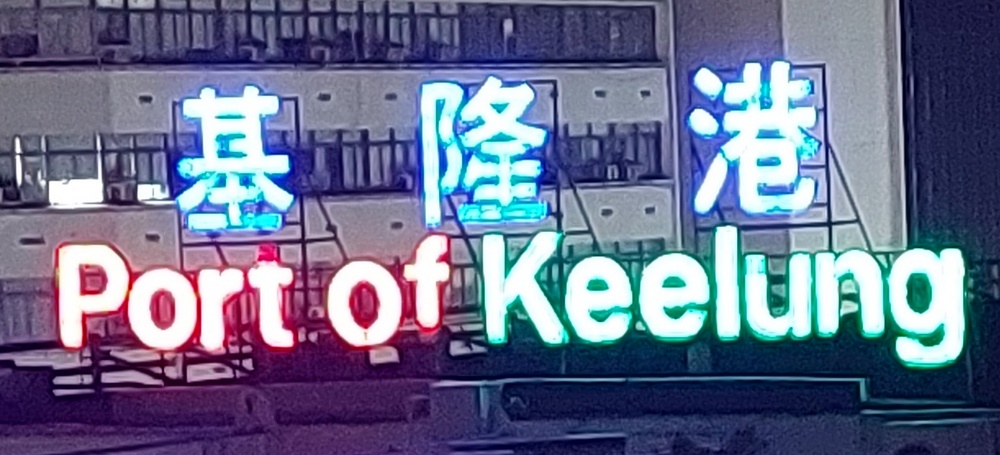 基隆港
Port of Keelung